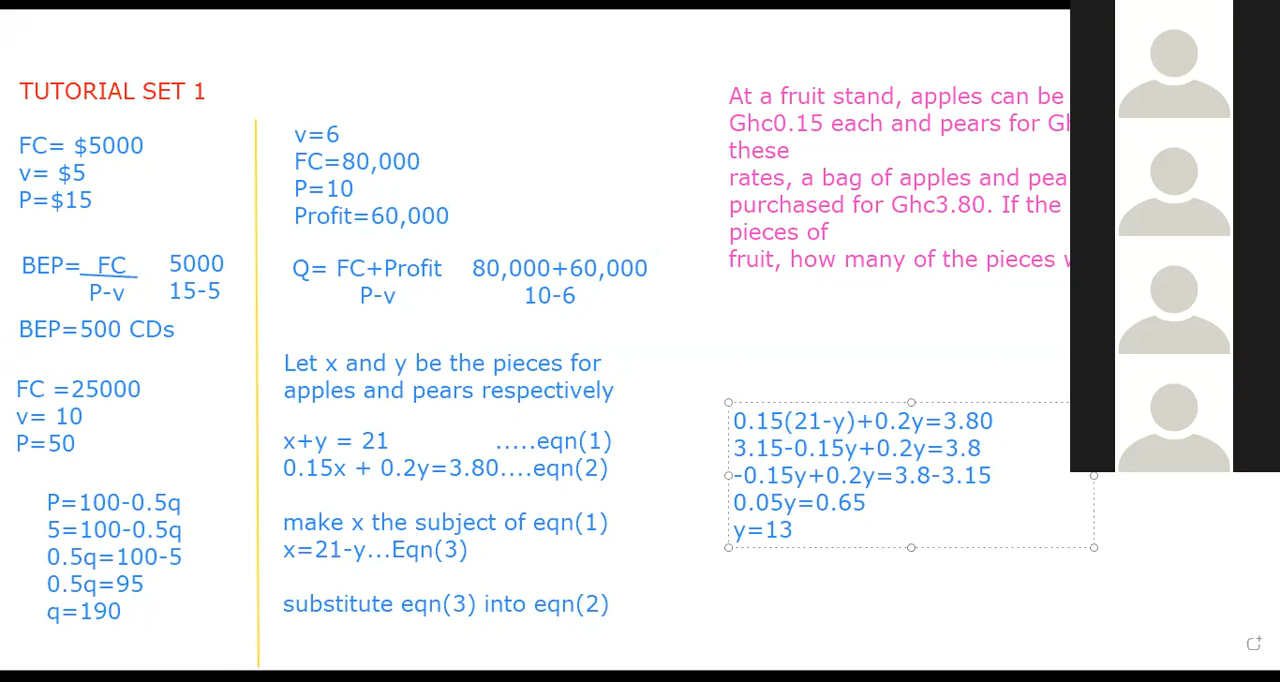 TUTORIAL SET 1
FC= $5000
v= $5
P=$15
BEP= FC 5000
P-v 15-5
BEP=500 CDs
FC =25000
v= 10
P=50
P=100-0.5q
5=100-0.5q
0.5q=100-5
0.5q=95
q=190
v=6
FC=80,000
P=10
Profit=60,000
Q= FC+Profit 80,000+60,000
P-v 10-6
Let x and y be the pieces for
apples and pears respectively
x+y = 21 .....eqn(1)
0.15x + 0.2y=3.80....eqn(2)
make x the subject of eqn(1)
x=21-y...Eqn(3)
substitute eqn(3) into eqn(2)
At a fruit stand, apples can be
Ghc0.15 each and pears for
these
rates, a bag of apples and
purchased for Ghc3.80. If the
pieces of
fruit, how many of the pieces
0.15(21-y)+0.2y=3.80
3.15-0.15y+0.2y=3.8
-0.15y+0.2y=3.8-3.15
0.05y=0.65
y=13